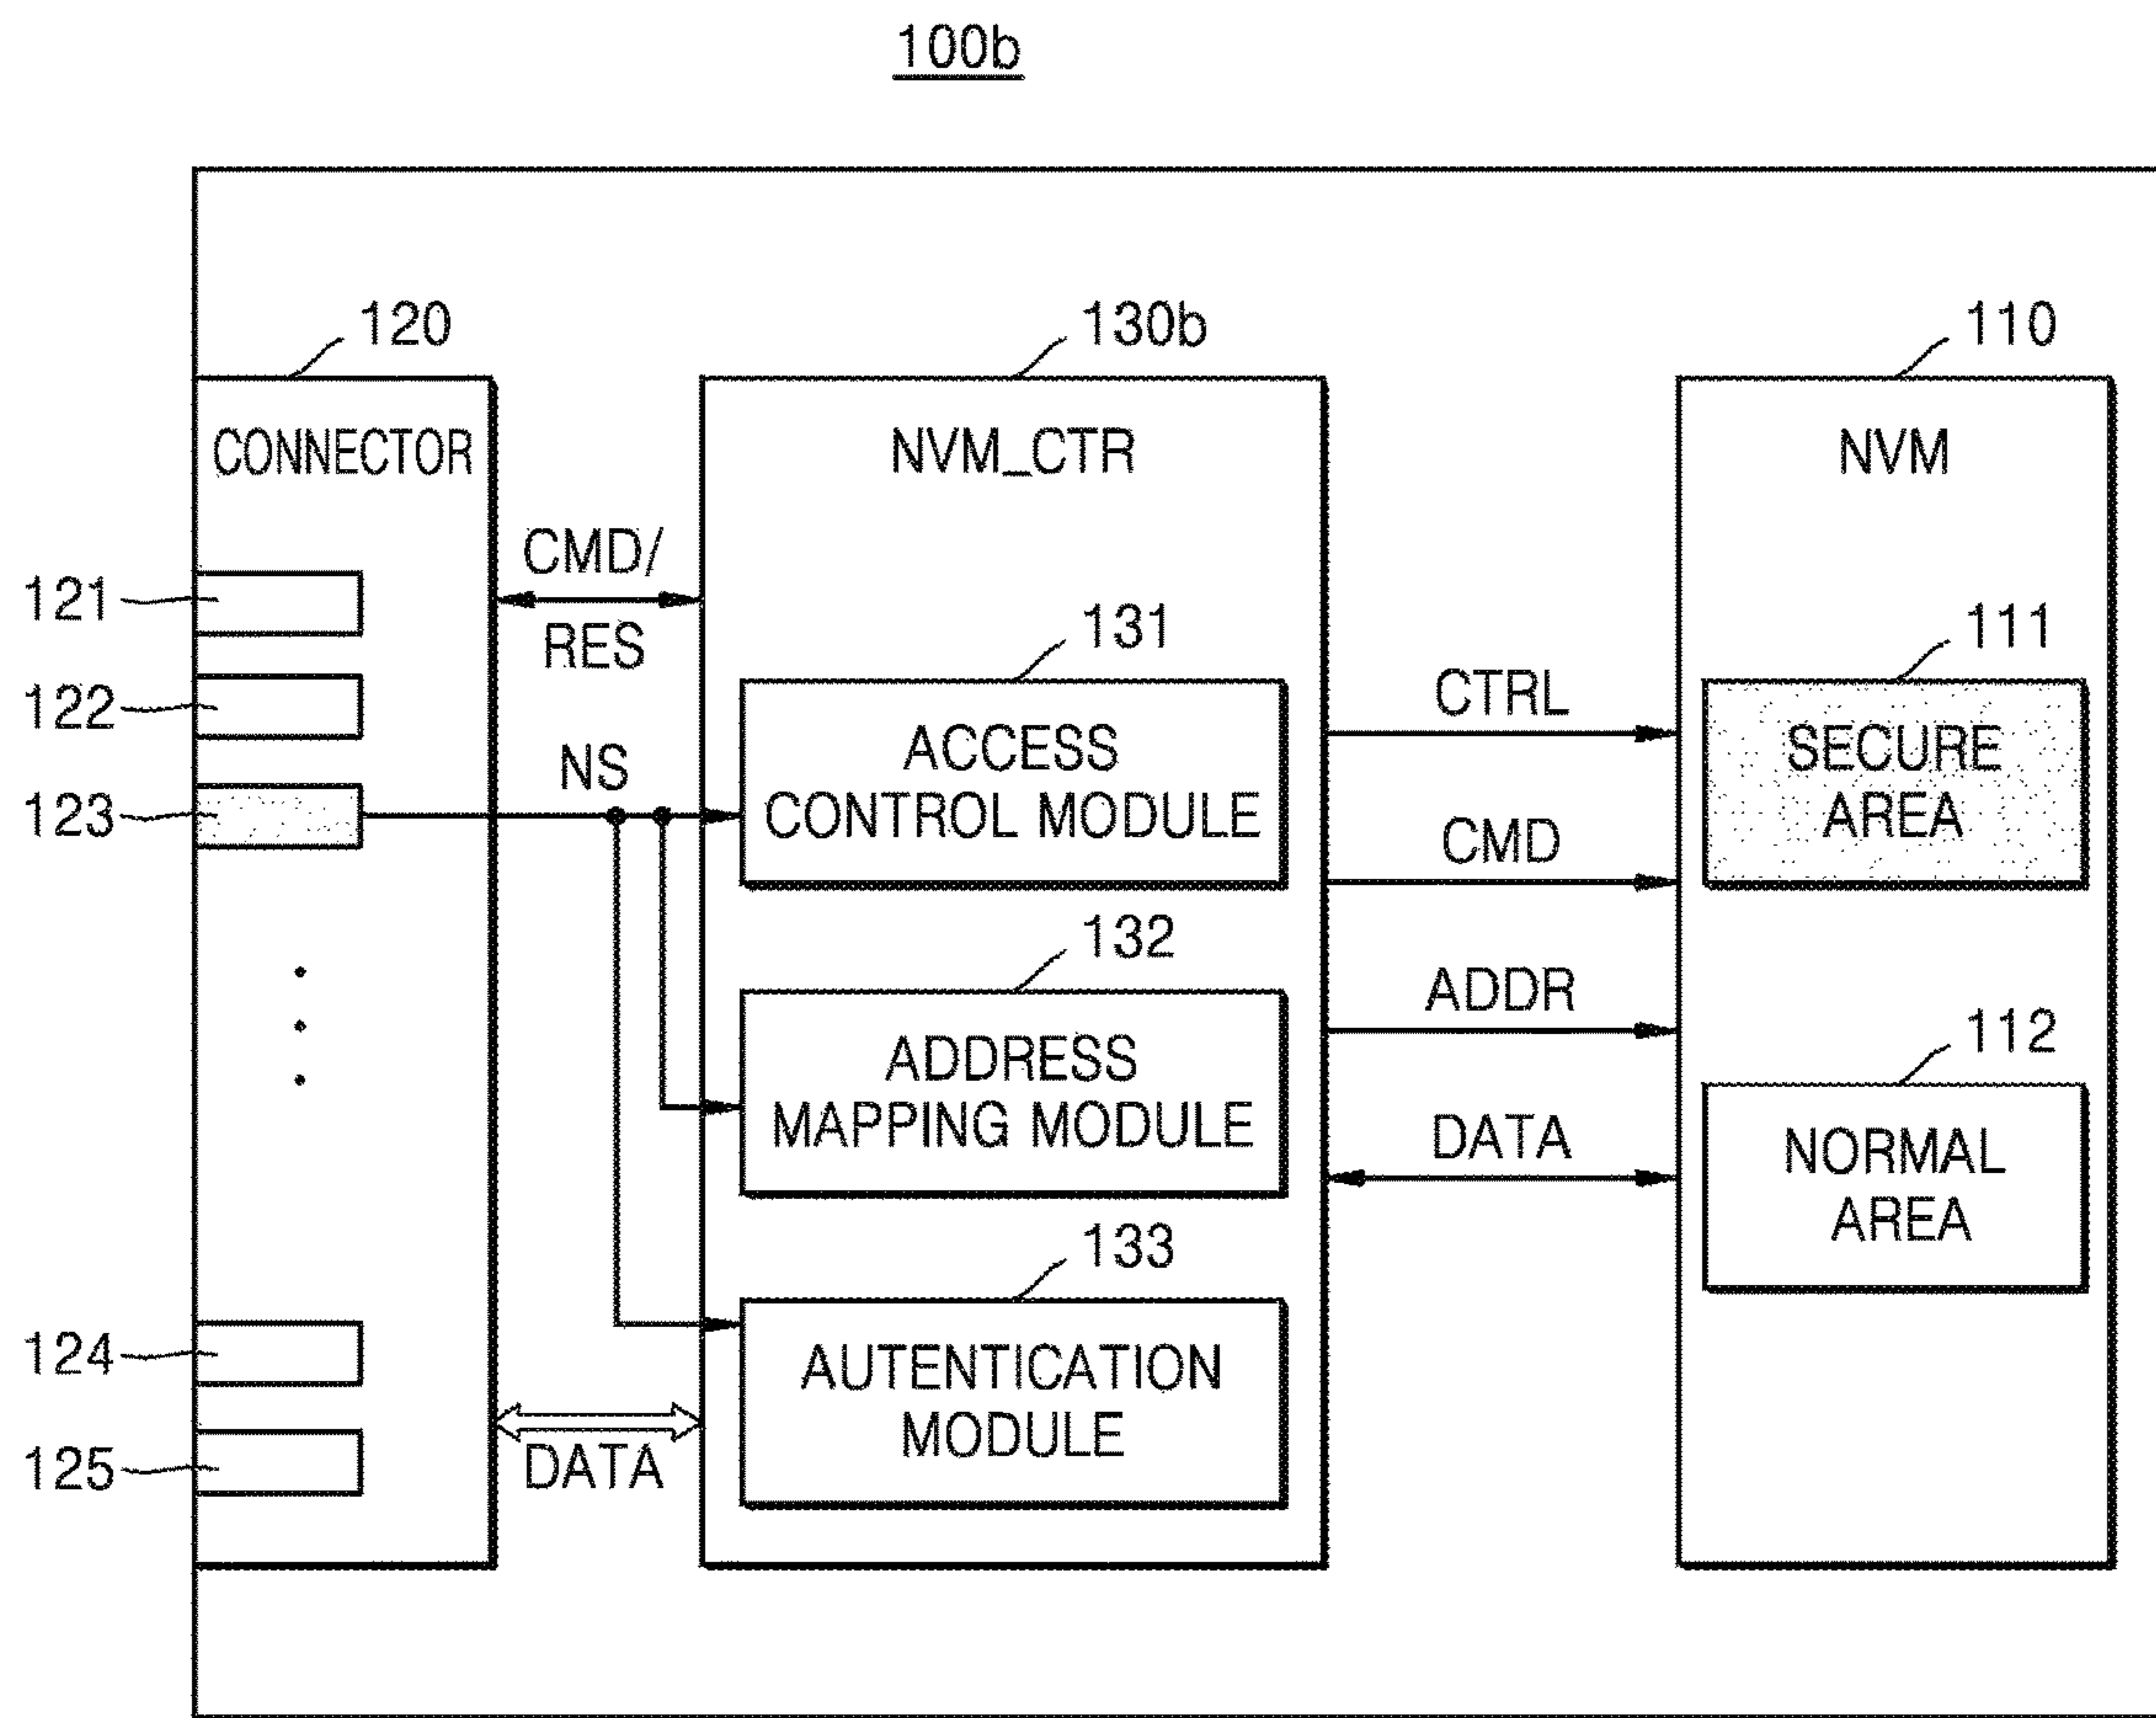 100b
120
130b
110
CONNECTOR
NVM_CTR
NVM
CMD/
RES
121
122
123
NS
131
ACCESS
CONTROL MODULE
CTRL
CMD
111
SECURE
AREA
132
ADDRESS
MAPPING MODULE
ADDR
DATA
112
NORMAL
AREA
133
AUTENTICATION
MODULE
124
125
DATA